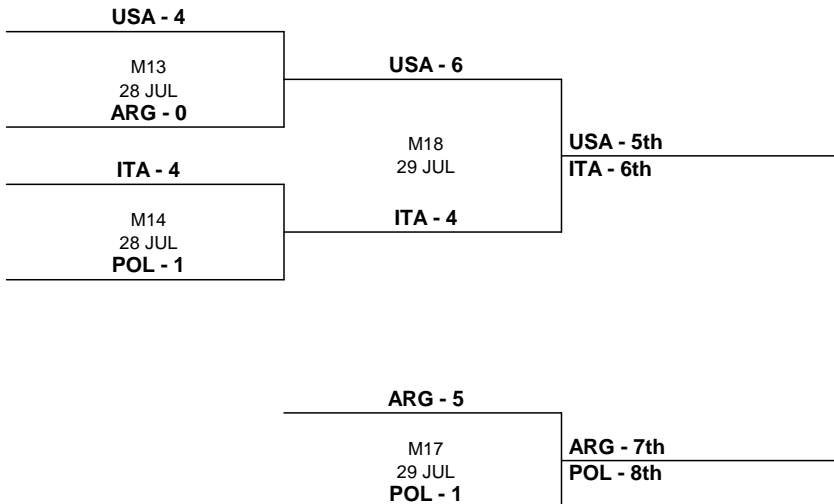 USA - 4
M13
28 JUL
ARG - 0
USA - 6
M18
29 JUL
USA - 5th
ITA - 6th
ITA - 4
M14
28 JUL
POL - 1
ITA - 4
ARG - 5
M17
29 JUL
POL - 1
ARG - 7th
POL - 8th